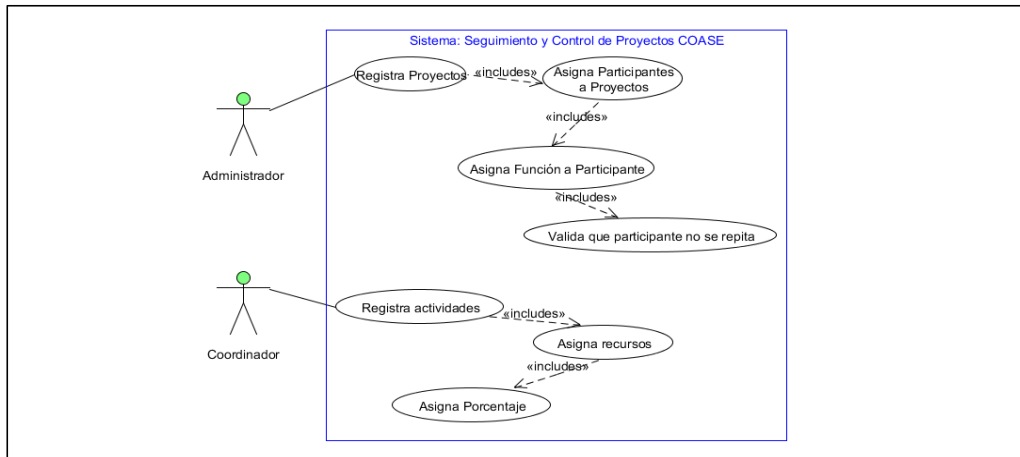 Sistema: Seguimiento y Control de Proyectos COASE
Registra Proyectos
«includes»
Asigna Participantes
a Proyectos
«includes»
Administrador
Asigna Función a Participante
«includes»
Valida que participante no se repita
Registra actividades
«includes»
Asigna recursos
Coordinador
«includes»
Asigna Porcentaje